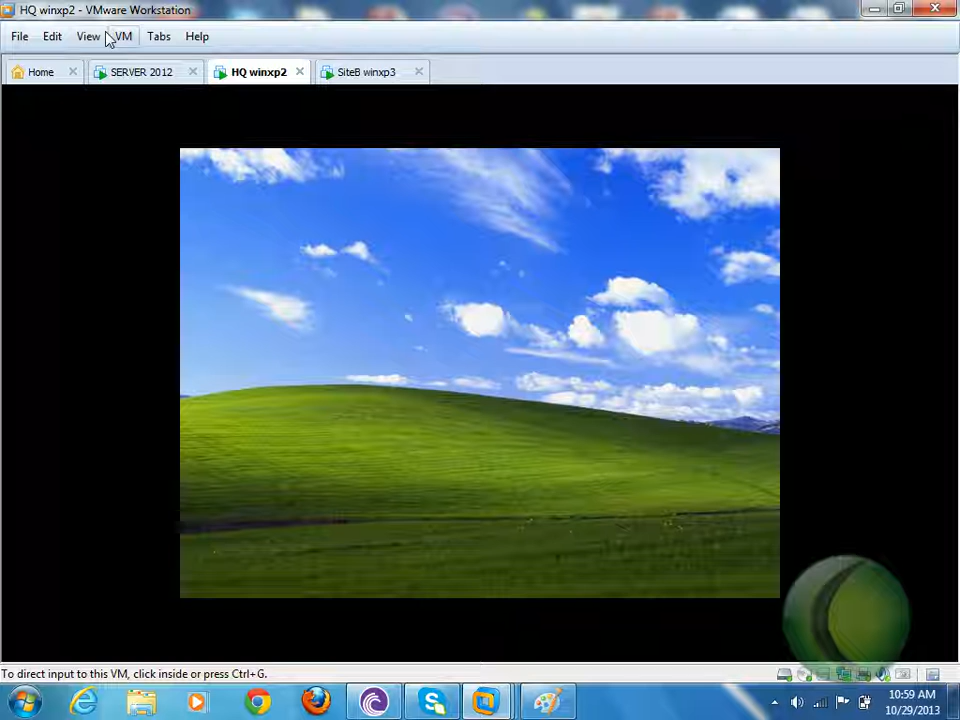 HQ winxp2 - VMware Workstation
File Edit View VM Tabs Help
Home SERVER 2012 HQ winxp2 SiteB winxp3
To direct input to this VM, click inside or press Ctrl+G.
10:59 AM
10/29/2013